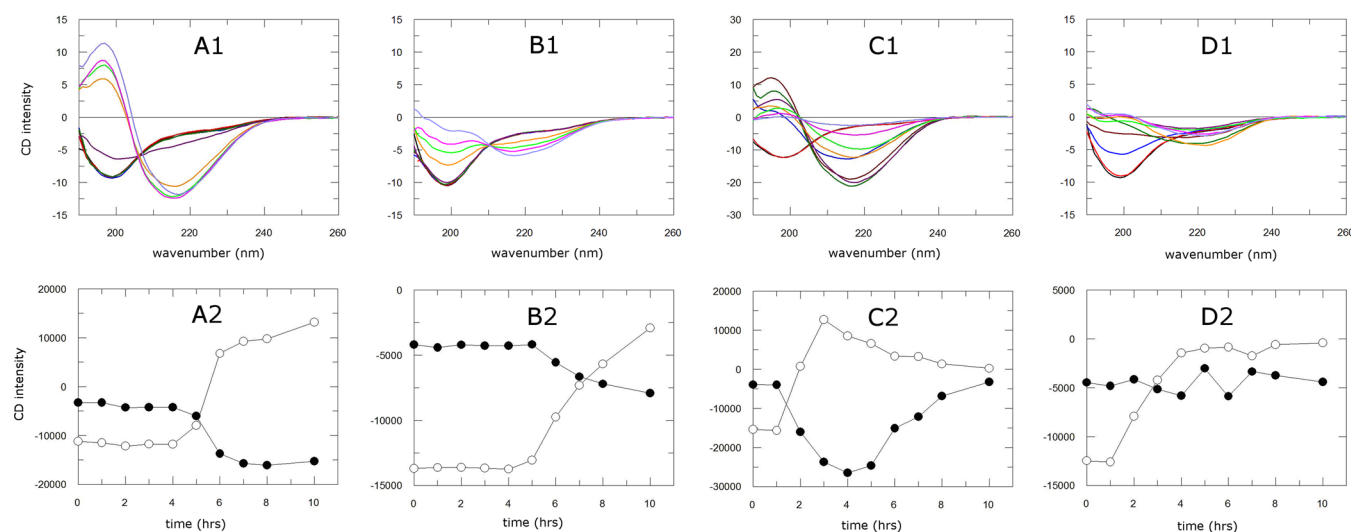 A1
B1
C1
D1
15
10
5
0
-5
-10
-15
15
10
5
0
-5
-10
-15
30
20
10
0
-10
-20
-30
15
10
5
0
-5
-10
-15
CD intensity
200 220 240 260
200 220 240 260
200 220 240 260
200 220 240 260
wavenumber (nm)
wavenumber (nm)
wavenumber (nm)
wavenumber (nm)
A2
B2
C2
D2
20000
10000
0
-10000
-20000
0
-5000
-10000
-15000
20000
10000
0
-10000
-20000
-30000
5000
0
-5000
-10000
-15000
CD intensity
0 2 4 6 8 10
0 2 4 6 8 10
0 2 4 6 8 10
0 2 4 6 8 10
time (hrs)
time (hrs)
time (hrs)
time (hrs)